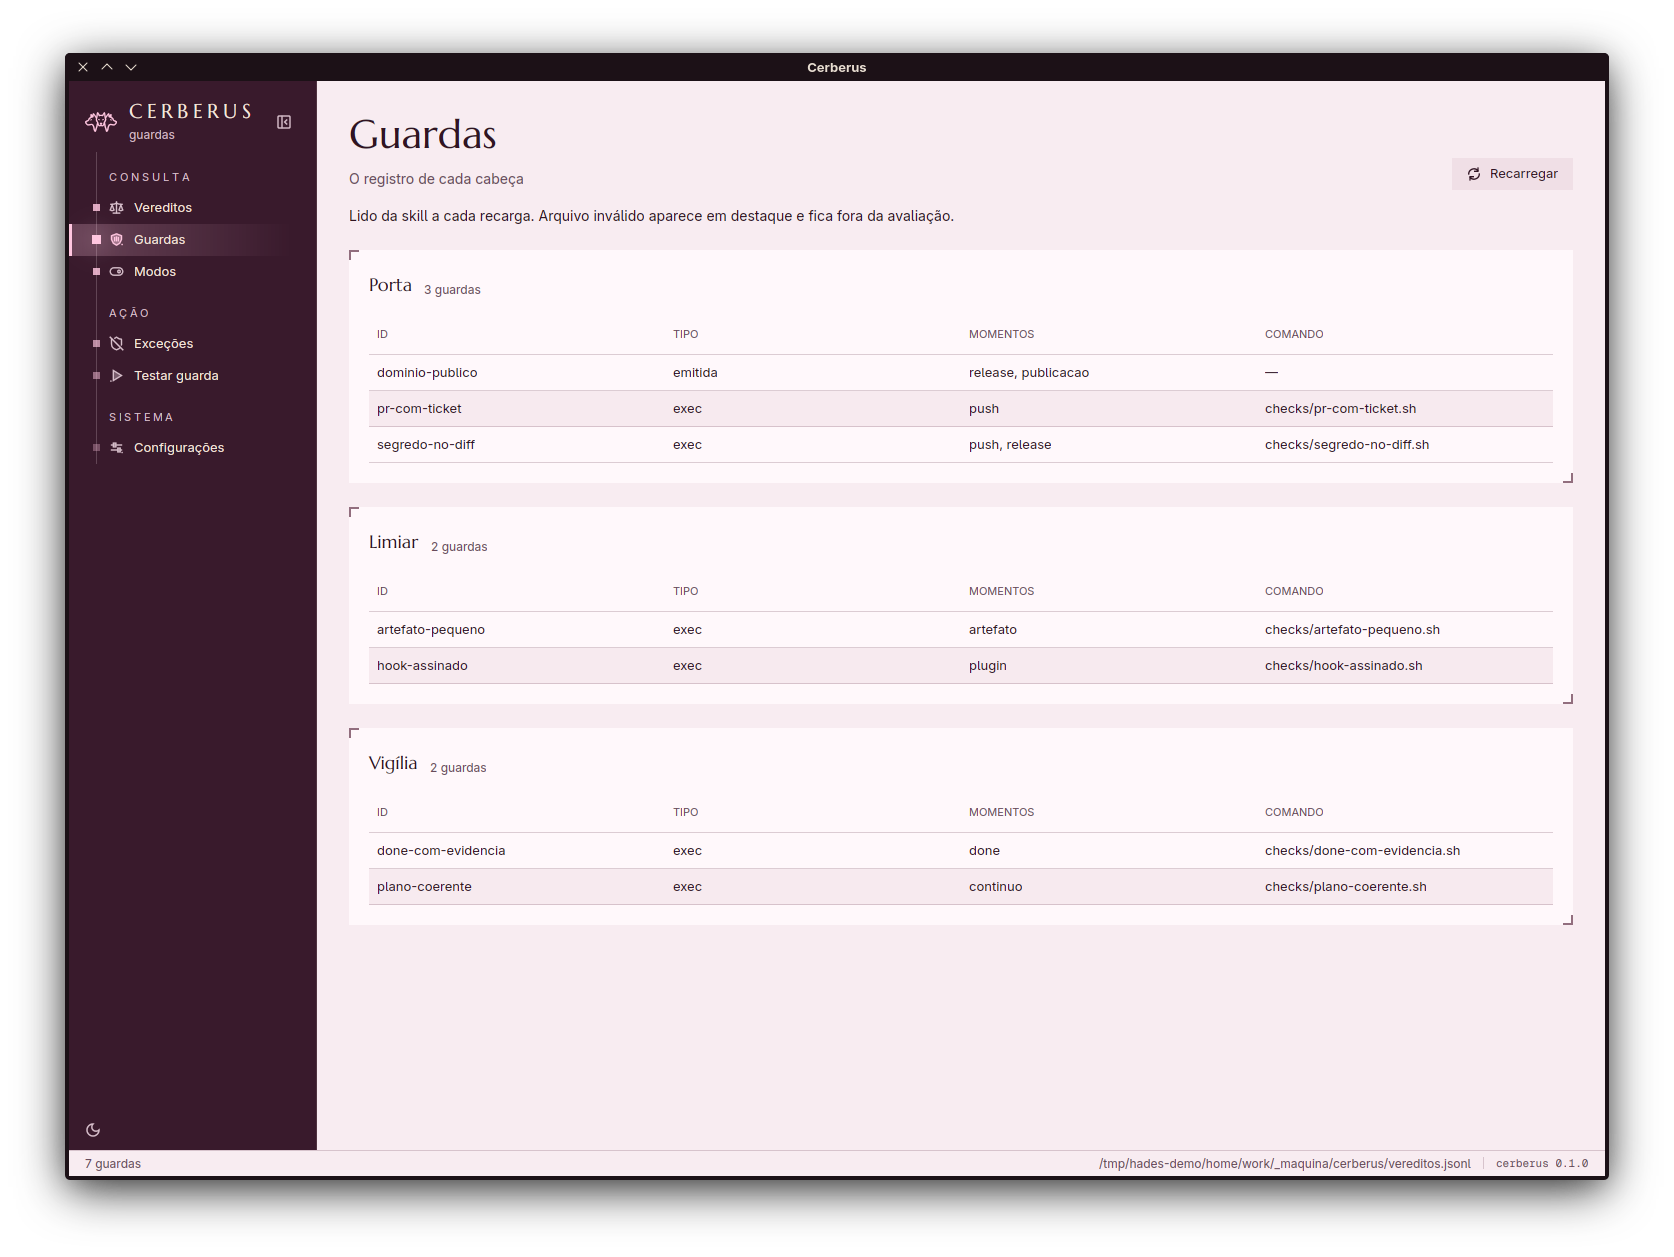 Cerberus
CERBERUS
guardas
CONSULTA
Vereditos
Guardas
Modos
AÇÃO
Exceções
Testar guarda
SISTEMA
Configurações
Guardas
O registro de cada cabeça
Recarregar
Lido da skill a cada recarga. Arquivo inválido aparece em destaque e fica fora da avaliação.
Porta 3 guardas
ID TIPO MOMENTOS COMANDO
dominio-publico emitida release, publicacao —
pr-com-ticket exec push checks/pr-com-ticket.sh
segredo-no-diff exec push, release checks/segredo-no-diff.sh
Limiar 2 guardas
ID TIPO MOMENTOS COMANDO
artefato-pequeno exec artefato checks/artefato-pequeno.sh
hook-assinado exec plugin checks/hook-assinado.sh
Vigília 2 guardas
ID TIPO MOMENTOS COMANDO
done-com-evidencia exec done checks/done-com-evidencia.sh
plano-coerente exec continuo checks/plano-coerente.sh
7 guardas /tmp/hades-demo/home/work/_maquina/cerberus/vereditos.jsonl cerberus 0.1.0